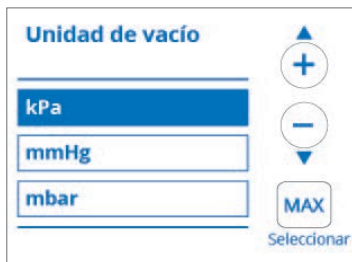 Unidad de vacío
+
kPa
−
mmHg
mbar
MAX
Seleccionar